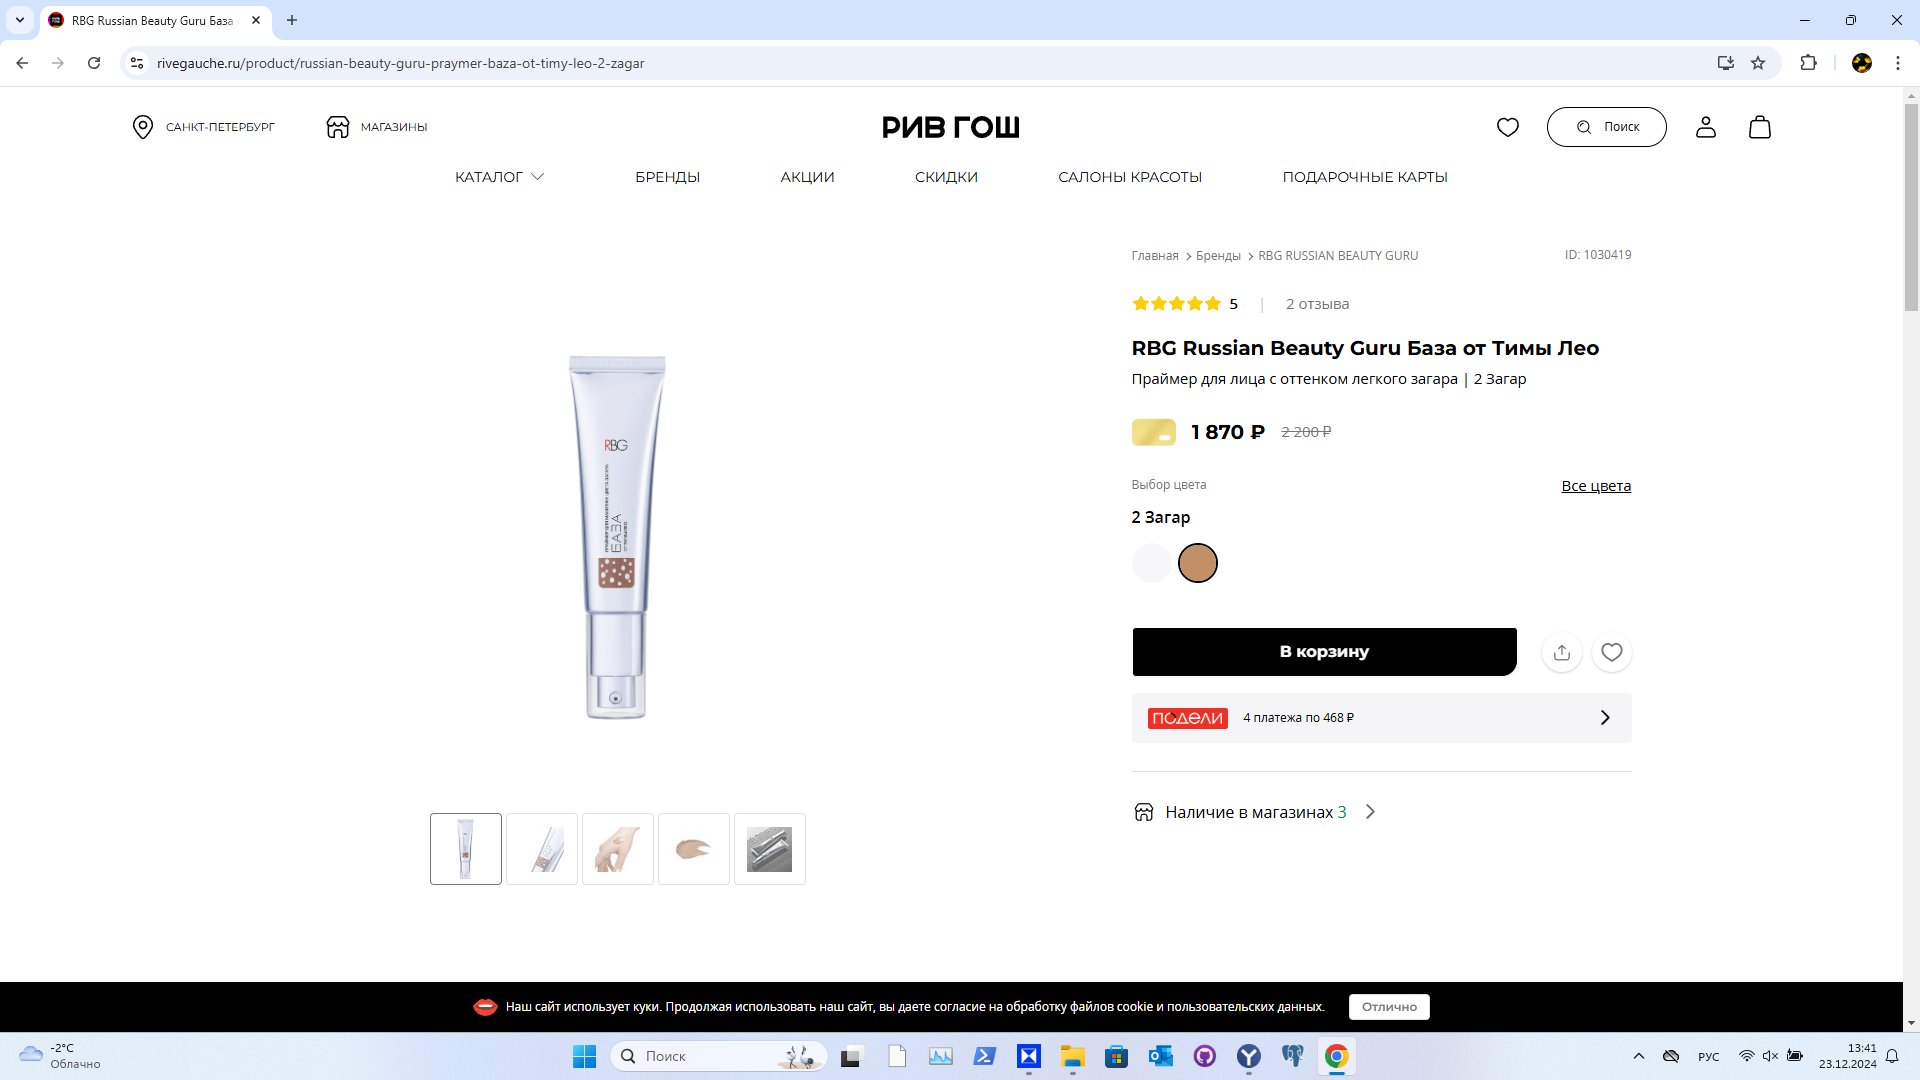 RBG Russian Beauty Guru База
rivegauche.ru/product/russian-beauty-guru-praymer-baza-ot-timy-leo-2-zagar
САНКТ-ПЕТЕРБУРГ
МАГАЗИНЫ
РИВ ГОШ
Поиск
КАТАЛОГ
БРЕНДЫ
АКЦИИ
СКИДКИ
САЛОНЫ КРАСОТЫ
ПОДАРОЧНЫЕ КАРТЫ
Главная > Бренды > RBG RUSSIAN BEAUTY GURU
ID: 1030419
5 | 2 отзыва
RBG Russian Beauty Guru База от Тимы Лео
Праймер для лица с оттенком легкого загара | 2 Загар
1 870 ₽ 2 200 ₽
Выбор цвета
Все цвета
2 Загар
RBG
БАЗА
В корзину
ПОДЕЛИ
4 платежа по 468 ₽
Наличие в магазинах 3
Наш сайт использует куки. Продолжая использовать наш сайт, вы даете согласие на обработку файлов cookie и пользовательских данных.
Отлично
-2°C
Облачно
Поиск
РУС
13:41
23.12.2024